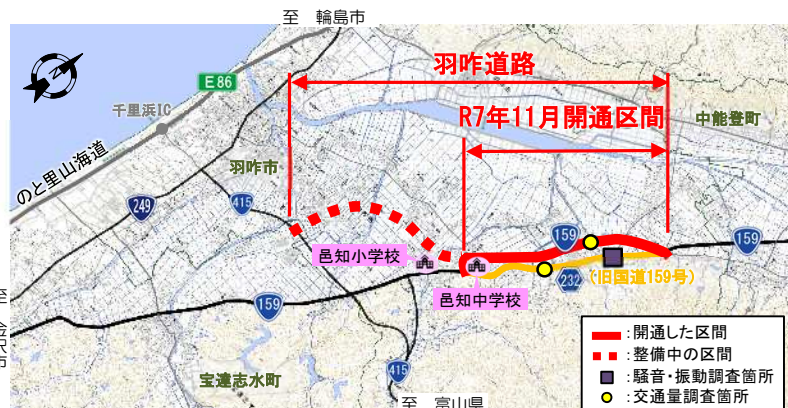 至　輪島市
羽咋道路
E86
R7年11月開通区間
千里浜IC
中能登町
のと里山海道
羽咋市
249
415
159
159
邑知小学校
232
(旧国道159号)
邑知中学校
至　金沢市
159
:開通した区間
:整備中の区間
宝達志水町
415
:騒音・振動調査箇所
:交通量調査箇所
至　富山県